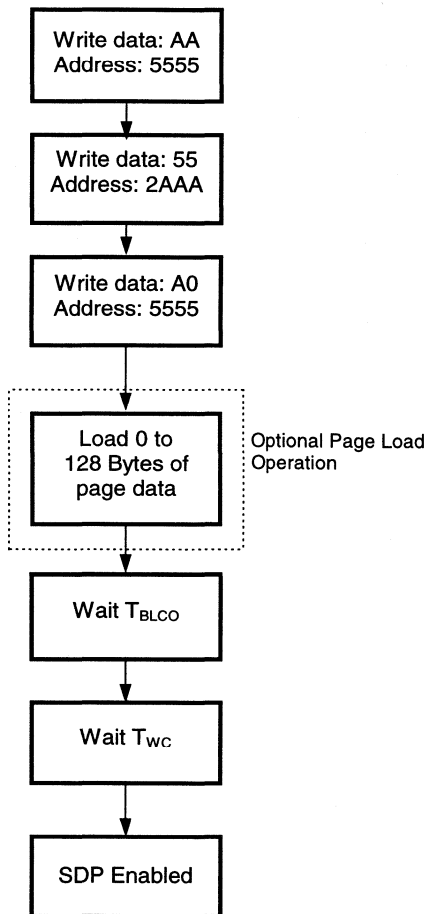 Write data: AA
Address: 5555
Write data: 55
Address: 2AAA
Write data: A0
Address: 5555
Load 0 to
128 Bytes of
page data
Optional Page Load
Operation
Wait TBLCO
Wait TWC
SDP Enabled